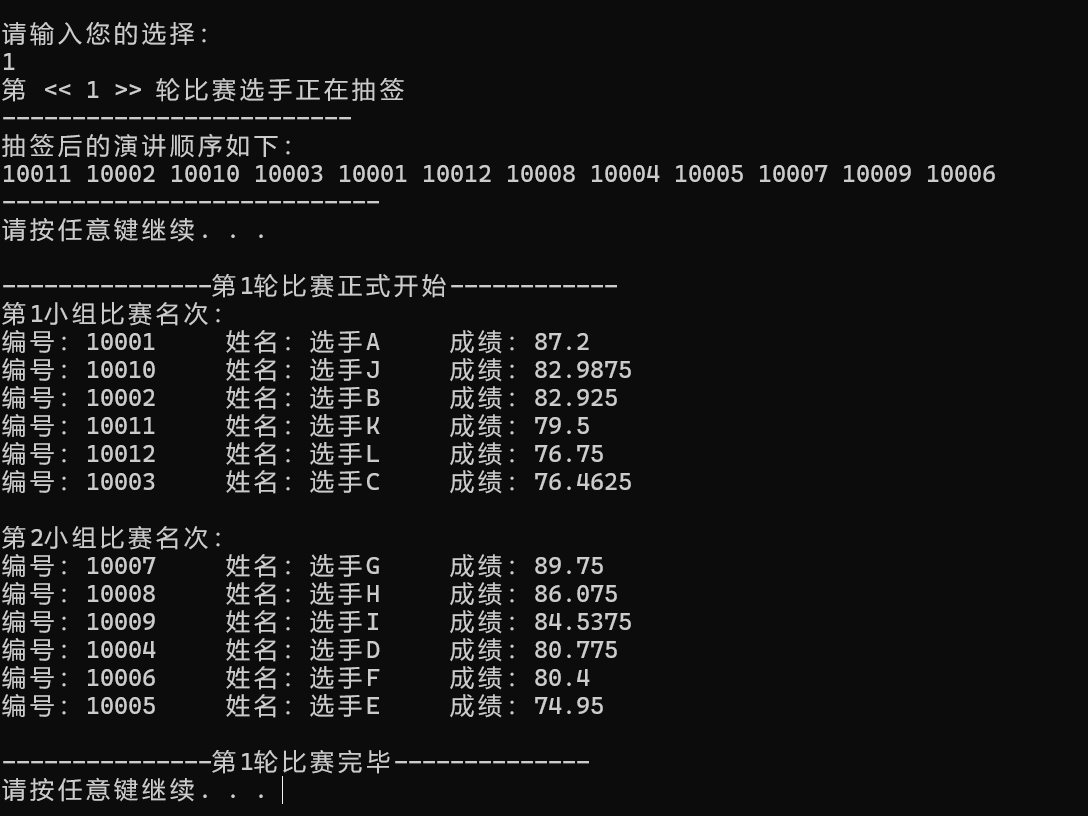 请输入您的选择：
1
第 << 1 >> 轮比赛选手正在抽签
-------------------------
抽签后的演讲顺序如下：
10011 10002 10010 10003 10001 10012 10008 10004 10005 10007 10009 10006
---------------------------
请按任意键继续. . .
---------------第1轮比赛正式开始------------
第1小组比赛名次：
编号：10001     姓名：选手A     成绩：87.2
编号：10010     姓名：选手J     成绩：82.9875
编号：10002     姓名：选手B     成绩：82.925
编号：10011     姓名：选手K     成绩：79.5
编号：10012     姓名：选手L     成绩：76.75
编号：10003     姓名：选手C     成绩：76.4625
第2小组比赛名次：
编号：10007     姓名：选手G     成绩：89.75
编号：10008     姓名：选手H     成绩：86.075
编号：10009     姓名：选手I     成绩：84.5375
编号：10004     姓名：选手D     成绩：80.775
编号：10006     姓名：选手F     成绩：80.4
编号：10005     姓名：选手E     成绩：74.95
---------------第1轮比赛完毕--------------
请按任意键继续. . .